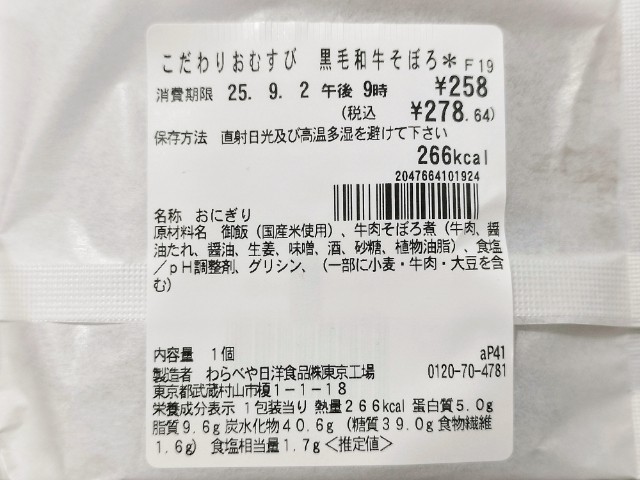 こだわりおむすび 黒毛和牛そぼろ* F19
消費期限 25. 9. 2 午後 9時 ¥258
(税込 ¥278.64)
保存方法 直射日光及び高温多湿を避けて下さい
266kcal
2047664101924
名称 おにぎり
原材料名 御飯(国産米使用)、牛肉そぼろ煮(牛肉、醤
油たれ、醤油、生姜、味噌、酒、砂糖、植物油脂)、食塩
/pH調整剤、グリシン、(一部に小麦・牛肉・大豆を含
む)
内容量 1個 aP41
製造者 わらべや日洋食品㈱東京工場 0120-70-4781
東京都武蔵村山市榎1-1-18
栄養成分表示 1包装当り 熱量266kcal 蛋白質5.0g
脂質9.6g 炭水化物40.6g (糖質39.0g 食物繊維
1.6g) 食塩相当量1.7g<推定値>